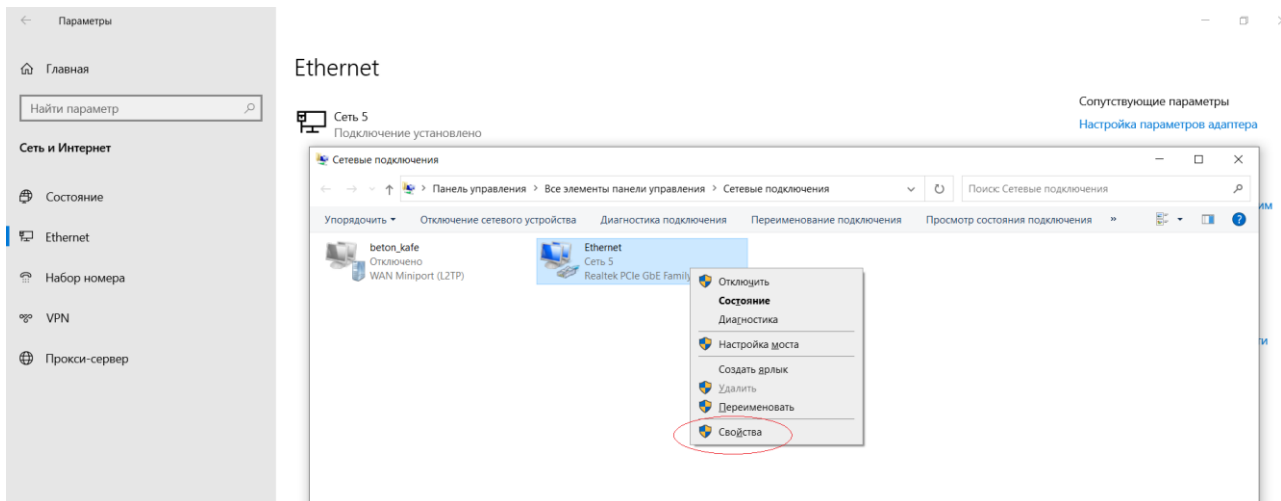 Параметры
Главная
Найти параметр
Сеть и Интернет
Состояние
Ethernet
Набор номера
VPN
Прокси-сервер
Ethernet
Сеть 5
Подключение установлено
Сопутствующие параметры
Настройка параметров адаптера
Сетевые подключения
Панель управления > Все элементы панели управления > Сетевые подключения
Поиск: Сетевые подключения
Упорядочить Отключение сетевого устройства Диагностика подключения Переименование подключения Просмотр состояния подключения »
beton_kafe
Отключено
WAN Miniport (L2TP)
Ethernet
Сеть 5
Realtek PCIe GbE Family
Отключить
Состояние
Диагностика
Настройка моста
Создать ярлык
Удалить
Переименовать
Свойства